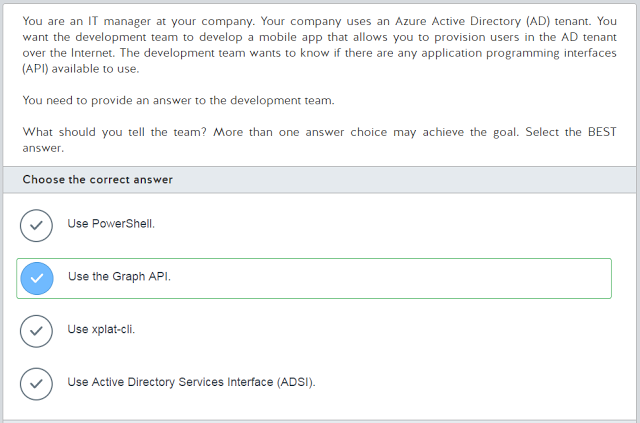 You are an IT manager at your company. Your company uses an Azure Active Directory (AD) tenant. You
want the development team to develop a mobile app that allows you to provision users in the AD tenant
over the Internet. The development team wants to know if there are any application programming interfaces
(API) available to use.
You need to provide an answer to the development team.
What should you tell the team? More than one answer choice may achieve the goal. Select the BEST
answer.
Choose the correct answer
Use PowerShell.
Use the Graph API.
Use xplat-cli.
Use Active Directory Services Interface (ADSI).